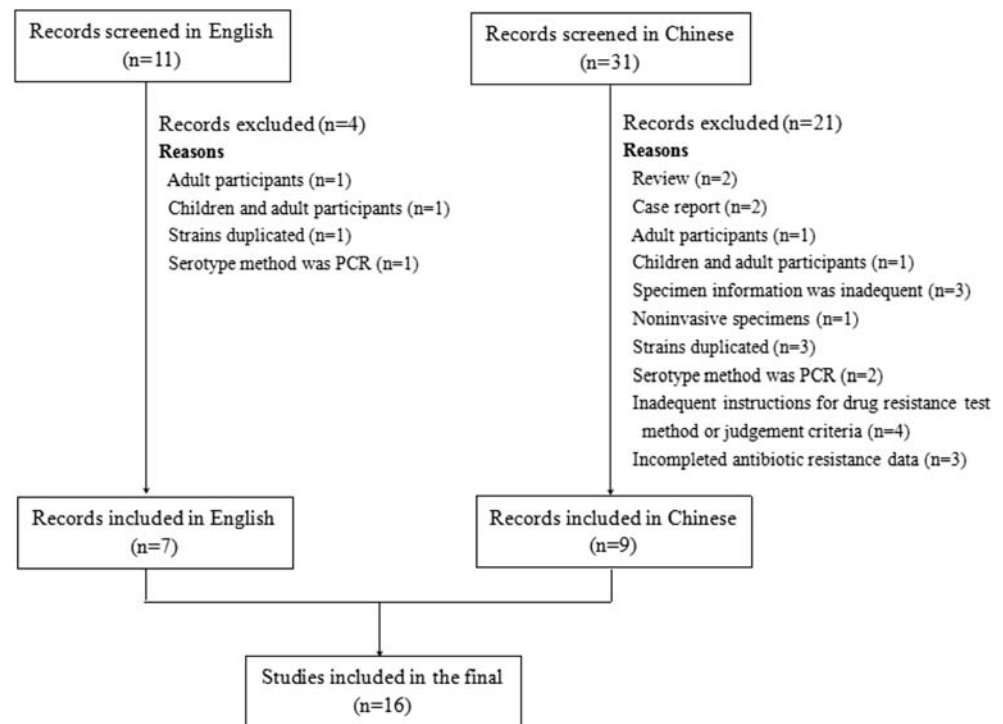 Records screened in English
(n=11)
Records excluded (n=4)
Reasons
Adult participants (n=1)
Children and adult participants (n=1)
Strains duplicated (n=1)
Serotype method was PCR (n=1)
Records included in English
(n=7)
Records screened in Chinese
(n=31)
Records excluded (n=21)
Reasons
Review (n=2)
Case report (n=2)
Adult participants (n=1)
Children and adult participants (n=1)
Specimen information was inadequent (n=3)
Noninvasive specimens (n=1)
Strains duplicated (n=3)
Serotype method was PCR (n=2)
Inadequent instructions for drug resistance test
method or judgement criteria (n=4)
Incompleted antibiotic resistance data (n=3)
Records included in Chinese
(n=9)
Studies included in the final
(n=16)